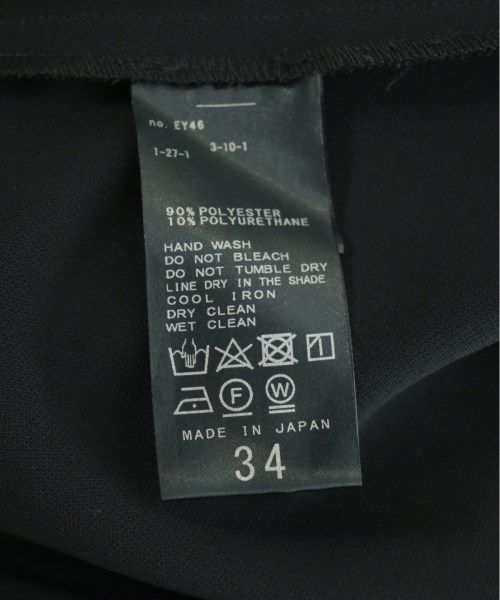 no. EY46
1-27-1 3-10-1
90% POLYESTER
10% POLYURETHANE
HAND WASH
DO NOT BLEACH
DO NOT TUMBLE DRY
LINE DRY IN THE SHADE
COOL IRON
DRY CLEAN
WET CLEAN
F W
MADE IN JAPAN
34